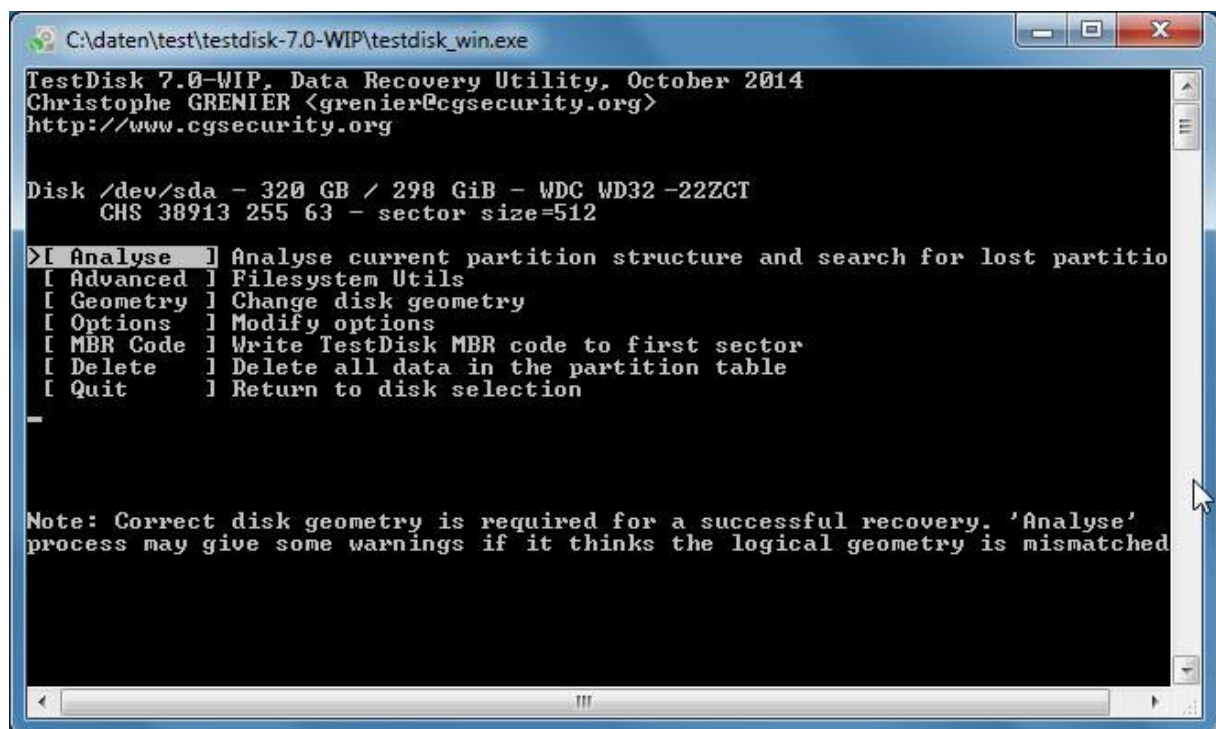 C:\daten\test\testdisk-7.0-WIP\testdisk_win.exe
TestDisk 7.0-WIP, Data Recovery Utility, October 2014
Christophe GRENIER <grenier@cgsecurity.org>
http://www.cgsecurity.org
Disk /dev/sda - 320 GB / 298 GiB - WDC WD32 -22ZCT
CHS 38913 255 63 - sector size=512
>[ Analyse ] Analyse current partition structure and search for lost partitio
[ Advanced ] Filesystem Utils
[ Geometry ] Change disk geometry
[ Options ] Modify options
[ MBR Code ] Write TestDisk MBR code to first sector
[ Delete ] Delete all data in the partition table
[ Quit ] Return to disk selection
Note: Correct disk geometry is required for a successful recovery. 'Analyse'
process may give some warnings if it thinks the logical geometry is mismatched